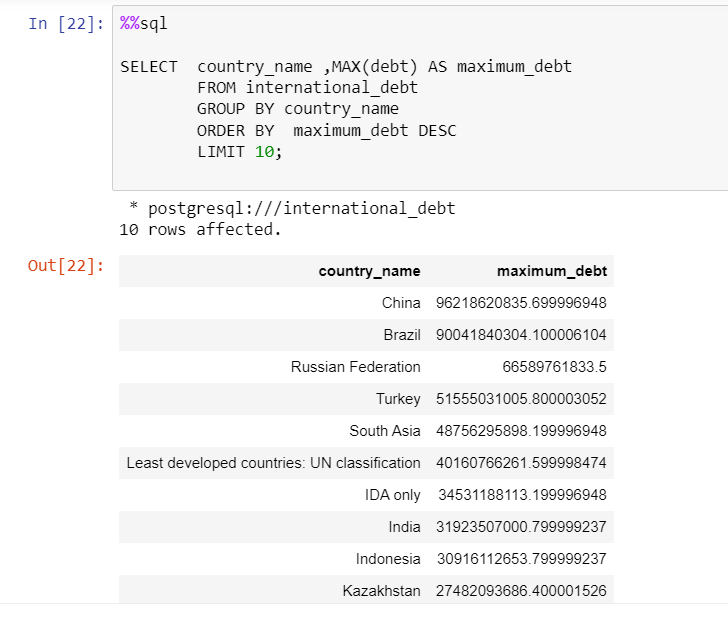 In [22]: %%sql
SELECT  country_name ,MAX(debt) AS maximum_debt
FROM international_debt
GROUP BY country_name
ORDER BY  maximum_debt DESC
LIMIT 10;
* postgresql:///international_debt
10 rows affected.
Out[22]:
country_name maximum_debt
China 96218620835.699996948
Brazil 90041840304.100006104
Russian Federation 66589761833.5
Turkey 51555031005.800003052
South Asia 48756295898.199996948
Least developed countries: UN classification 40160766261.599998474
IDA only 34531188113.199996948
India 31923507000.799999237
Indonesia 30916112653.799999237
Kazakhstan 27482093686.400001526